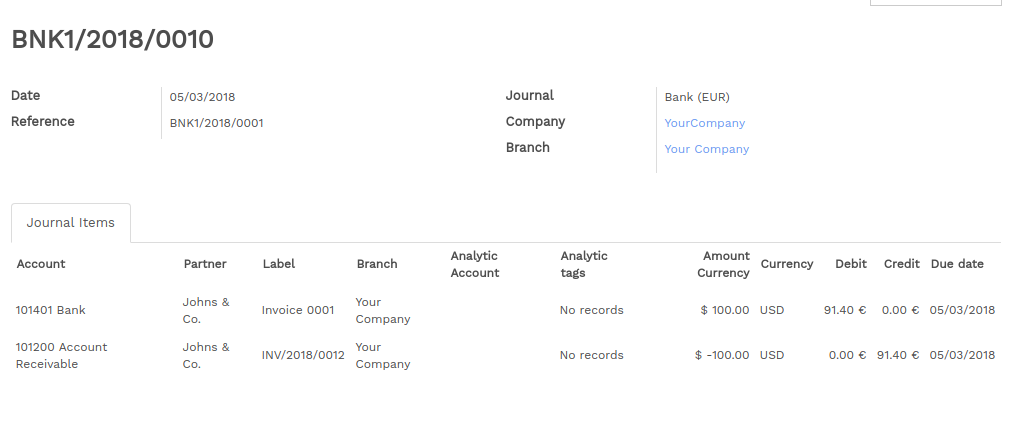 BNK1/2018/0010
Date 05/03/2018 Journal Bank (EUR)
Reference BNK1/2018/0001 Company YourCompany
Branch Your Company
Journal Items
Account Partner Label Branch Analytic Account Analytic tags Amount Currency Currency Debit Credit Due date
101401 Bank Johns & Co. Invoice 0001 Your Company No records $ 100.00 USD 91.40 € 0.00 € 05/03/2018
101200 Account Receivable Johns & Co. INV/2018/0012 Your Company No records $ -100.00 USD 0.00 € 91.40 € 05/03/2018